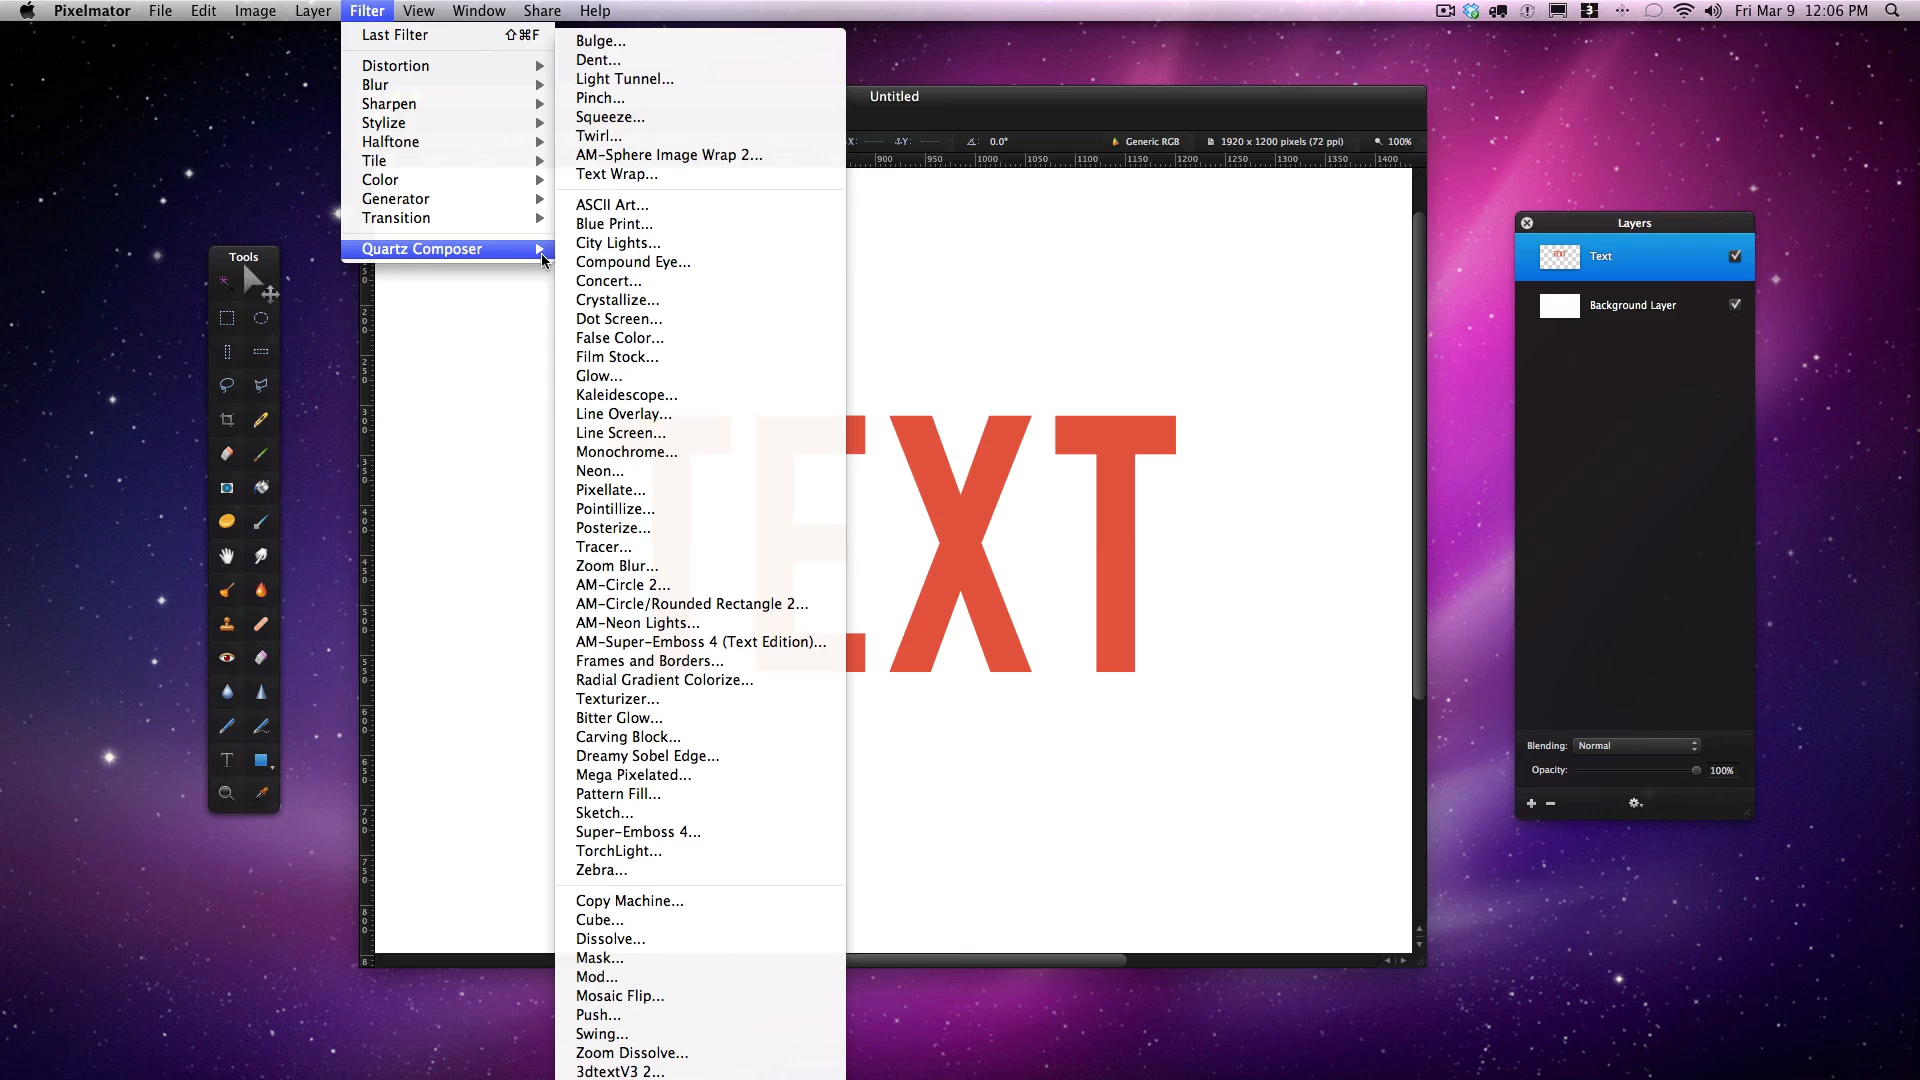 Pixelmator File Edit Image Layer Filter View Window Share Help
3 Fri Mar 9 12:06 PM
Last Filter ⇧⌘F
Distortion
Blur
Sharpen
Stylize
Halftone
Tile
Color
Generator
Transition
Quartz Composer
Bulge...
Dent...
Light Tunnel...
Pinch...
Squeeze...
Twirl...
AM-Sphere Image Wrap 2...
Text Wrap...
ASCII Art...
Blue Print...
City Lights...
Compound Eye...
Concert...
Crystallize...
Dot Screen...
False Color...
Film Stock...
Glow...
Kaleidescope...
Line Overlay...
Line Screen...
Monochrome...
Neon...
Pixellate...
Pointillize...
Posterize...
Tracer...
Zoom Blur...
AM-Circle 2...
AM-Circle/Rounded Rectangle 2...
AM-Neon Lights...
AM-Super-Emboss 4 (Text Edition)...
Frames and Borders...
Radial Gradient Colorize...
Texturizer...
Bitter Glow...
Carving Block...
Dreamy Sobel Edge...
Mega Pixelated...
Pattern Fill...
Sketch...
Super-Emboss 4...
TorchLight...
Zebra...
Copy Machine...
Cube...
Dissolve...
Mask...
Mod...
Mosaic Flip...
Push...
Swing...
Zoom Dissolve...
3dtextV3 2...
Untitled
X: ---- Y: ---- 0.0° Generic RGB 1920 x 1200 pixels (72 ppi) 100%
900 950 1000 1050 1100 1150 1200 1250 1300 1350 1400
TEXT
Tools
T
Layers
Text
Background Layer
Blending: Normal
Opacity: 100%